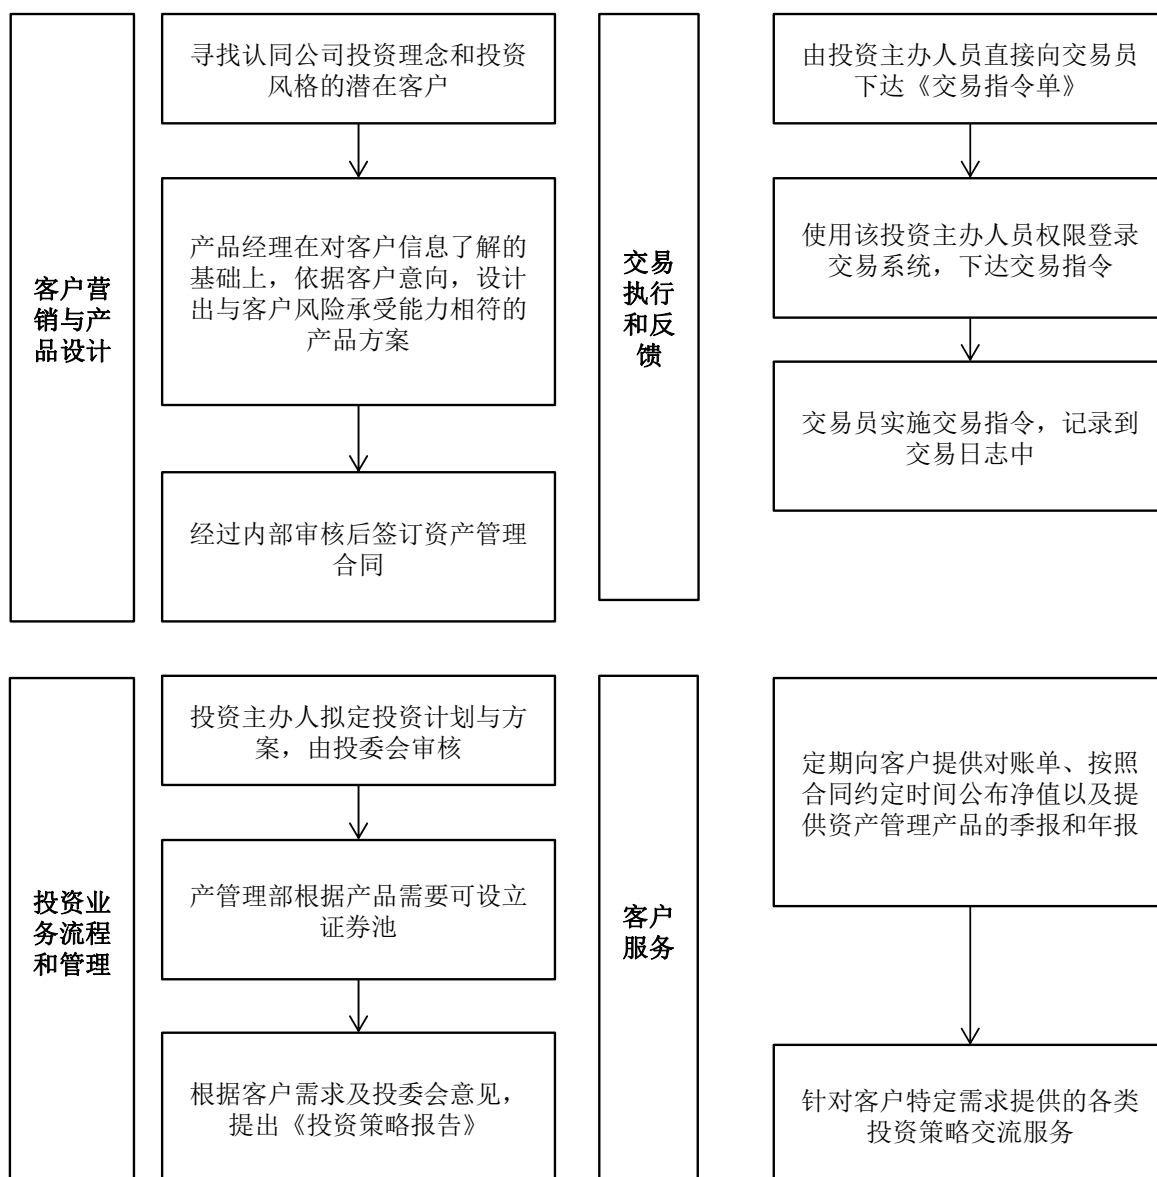 客户营
销与产
品设计
寻找认同公司投资理念和投资
风格的潜在客户
产品经理在对客户信息了解的
基础上，依据客户意向，设计
出与客户风险承受能力相符的
产品方案
经过内部审核后签订资产管理
合同
交易
执行
和反
馈
由投资主办人员直接向交易员
下达《交易指令单》
使用该投资主办人员权限登录
交易系统，下达交易指令
交易员实施交易指令，记录到
交易日志中
投资业
务流程
和管理
投资主办人拟定投资计划与方
案，由投委会审核
产管理部根据产品需要可设立
证券池
根据客户需求及投委会意见，
提出《投资策略报告》
客户
服务
定期向客户提供对账单、按照
合同约定时间公布净值以及提
供资产管理产品的季报和年报
针对客户特定需求提供的各类
投资策略交流服务